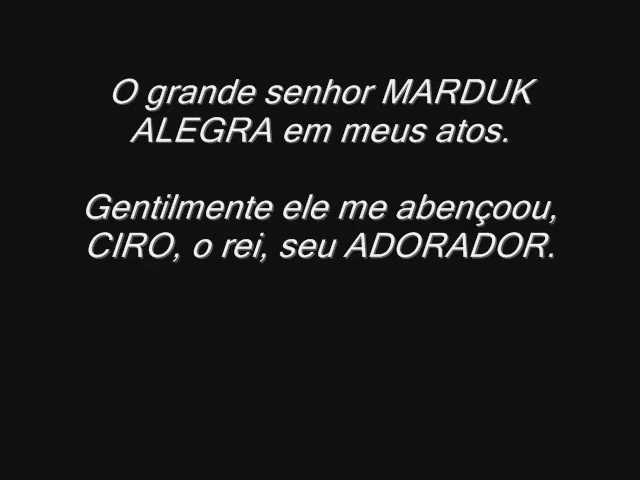 O grande senhor MARDUK
ALEGRA em meus atos.
Gentilmente ele me abençoou,
CIRO, o rei, seu ADORADOR.